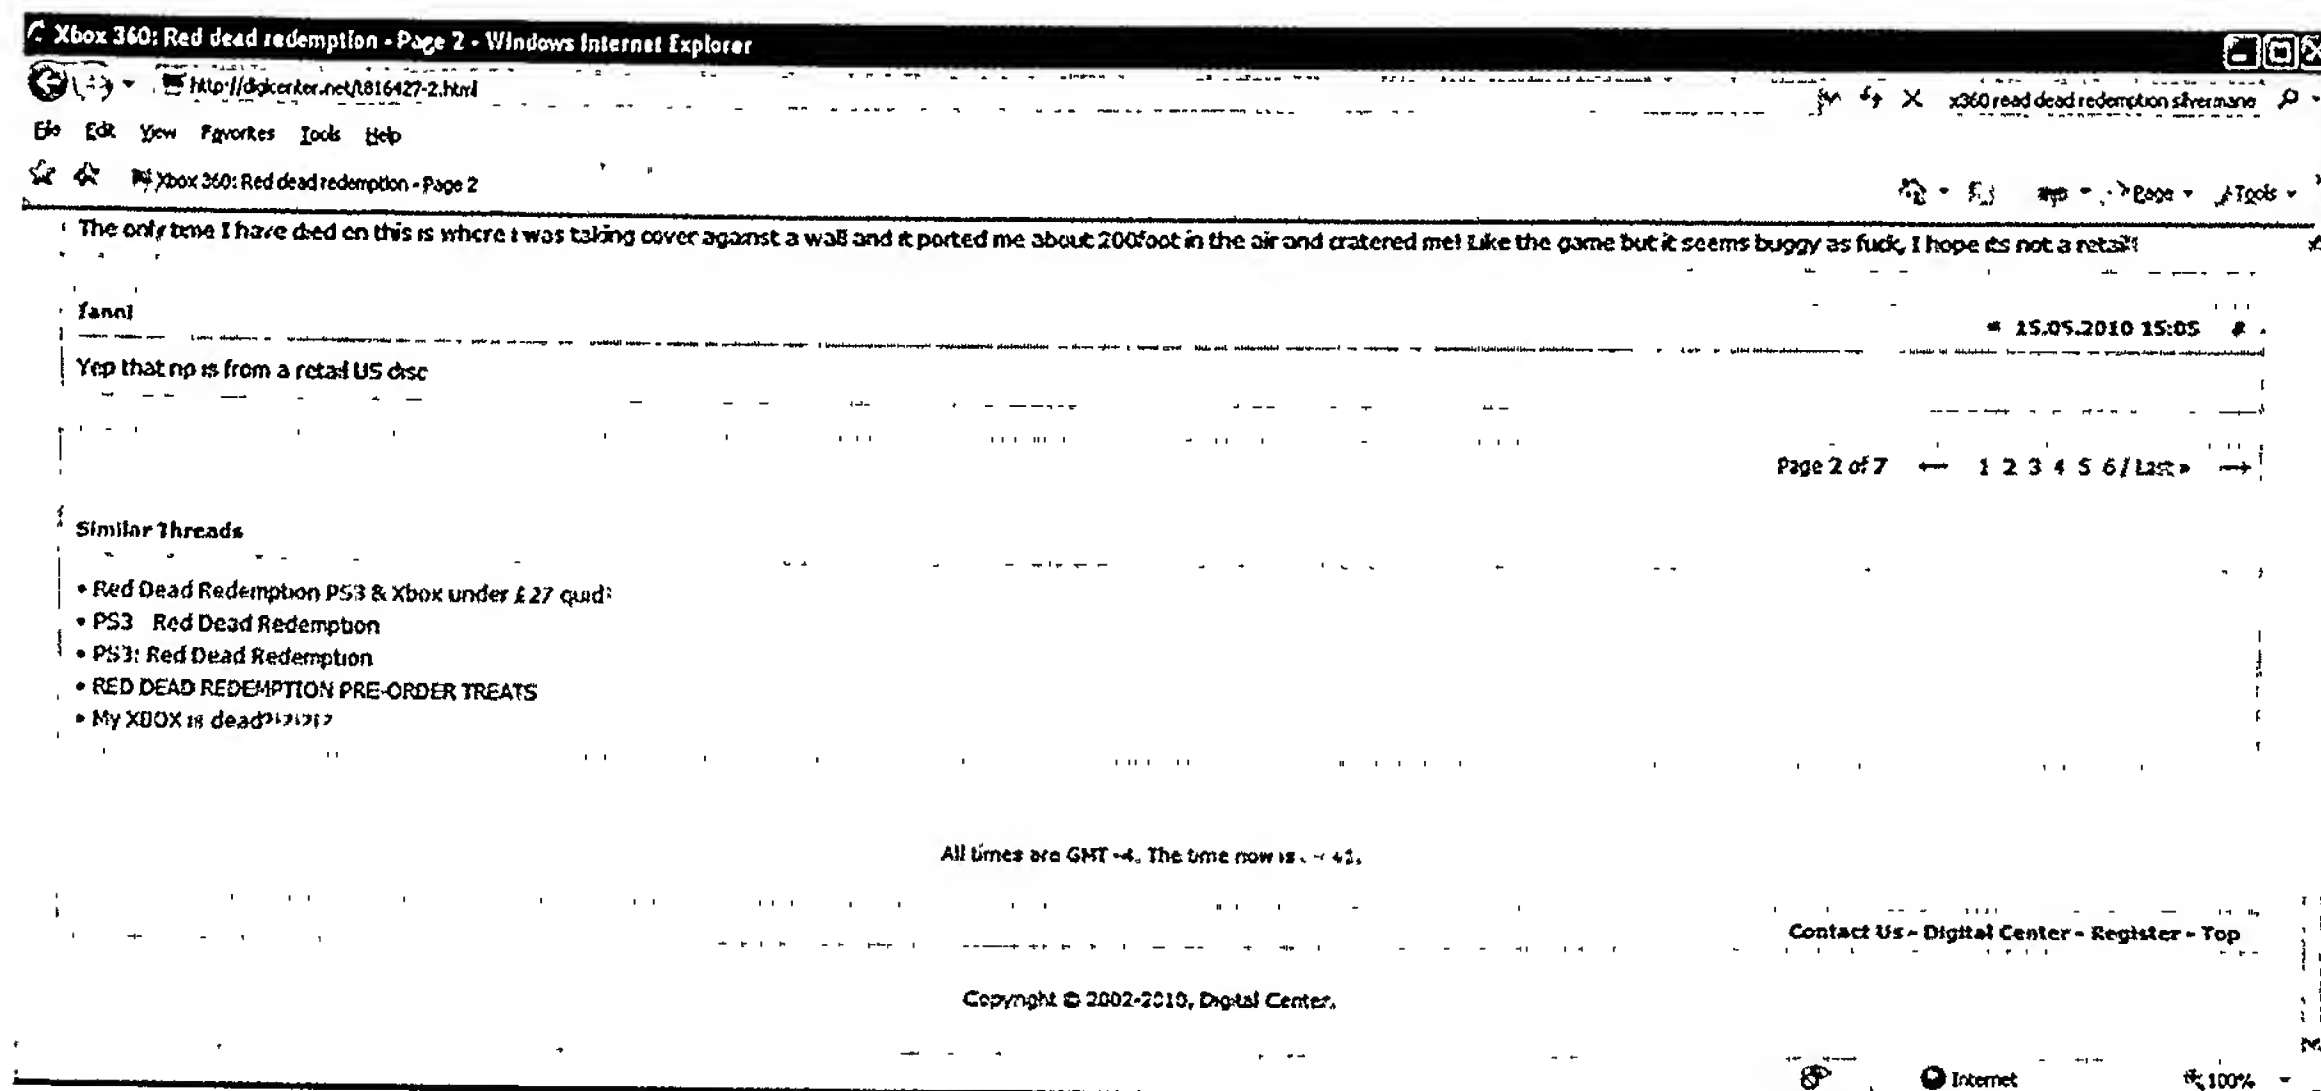 Xbox 360: Red dead redemption - Page 2 - Windows Internet Explorer
http://digicenter.net/t816427-2.html x360 read dead redemption silvermane
File Edit View Favorites Tools Help
Xbox 360: Red dead redemption - Page 2 Page Tools
The only time I have died on this is where i was taking cover against a wall and it ported me about 200foot in the air and cratered me! Like the game but it seems buggy as fuck, I hope its not a retail!
fann1
# 15.05.2010 15:05 #
Yep that rip is from a retail US disc
Page 2 of 7 ← 1 2 3 4 5 6 / Last » →
Similar Threads
• Red Dead Redemption PS3 & Xbox under £27 quid!
• PS3 Red Dead Redemption
• PS3: Red Dead Redemption
• RED DEAD REDEMPTION PRE-ORDER TREATS
• My XBOX is dead
All times are GMT -4. The time now is
Contact Us - Digital Center - Register - Top
Copyright © 2002-2010, Digital Center.
Internet 100%